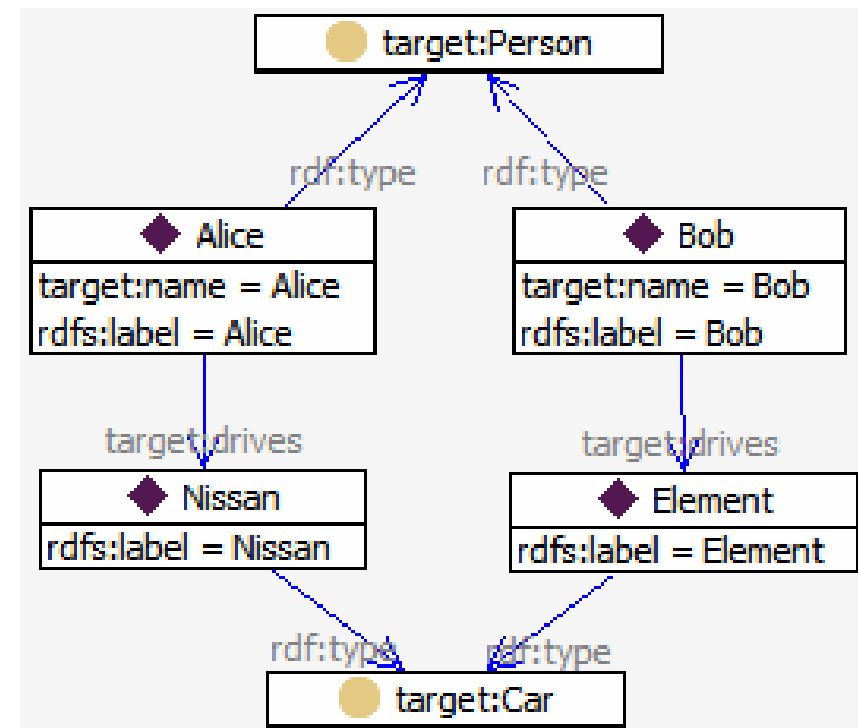 target:Person
rdf:type rdf:type
Alice
target:name = Alice
rdfs:label = Alice
Bob
target:name = Bob
rdfs:label = Bob
target:drives target:drives
Nissan
rdfs:label = Nissan
Element
rdfs:label = Element
rdf:type rdf:type
target:Car